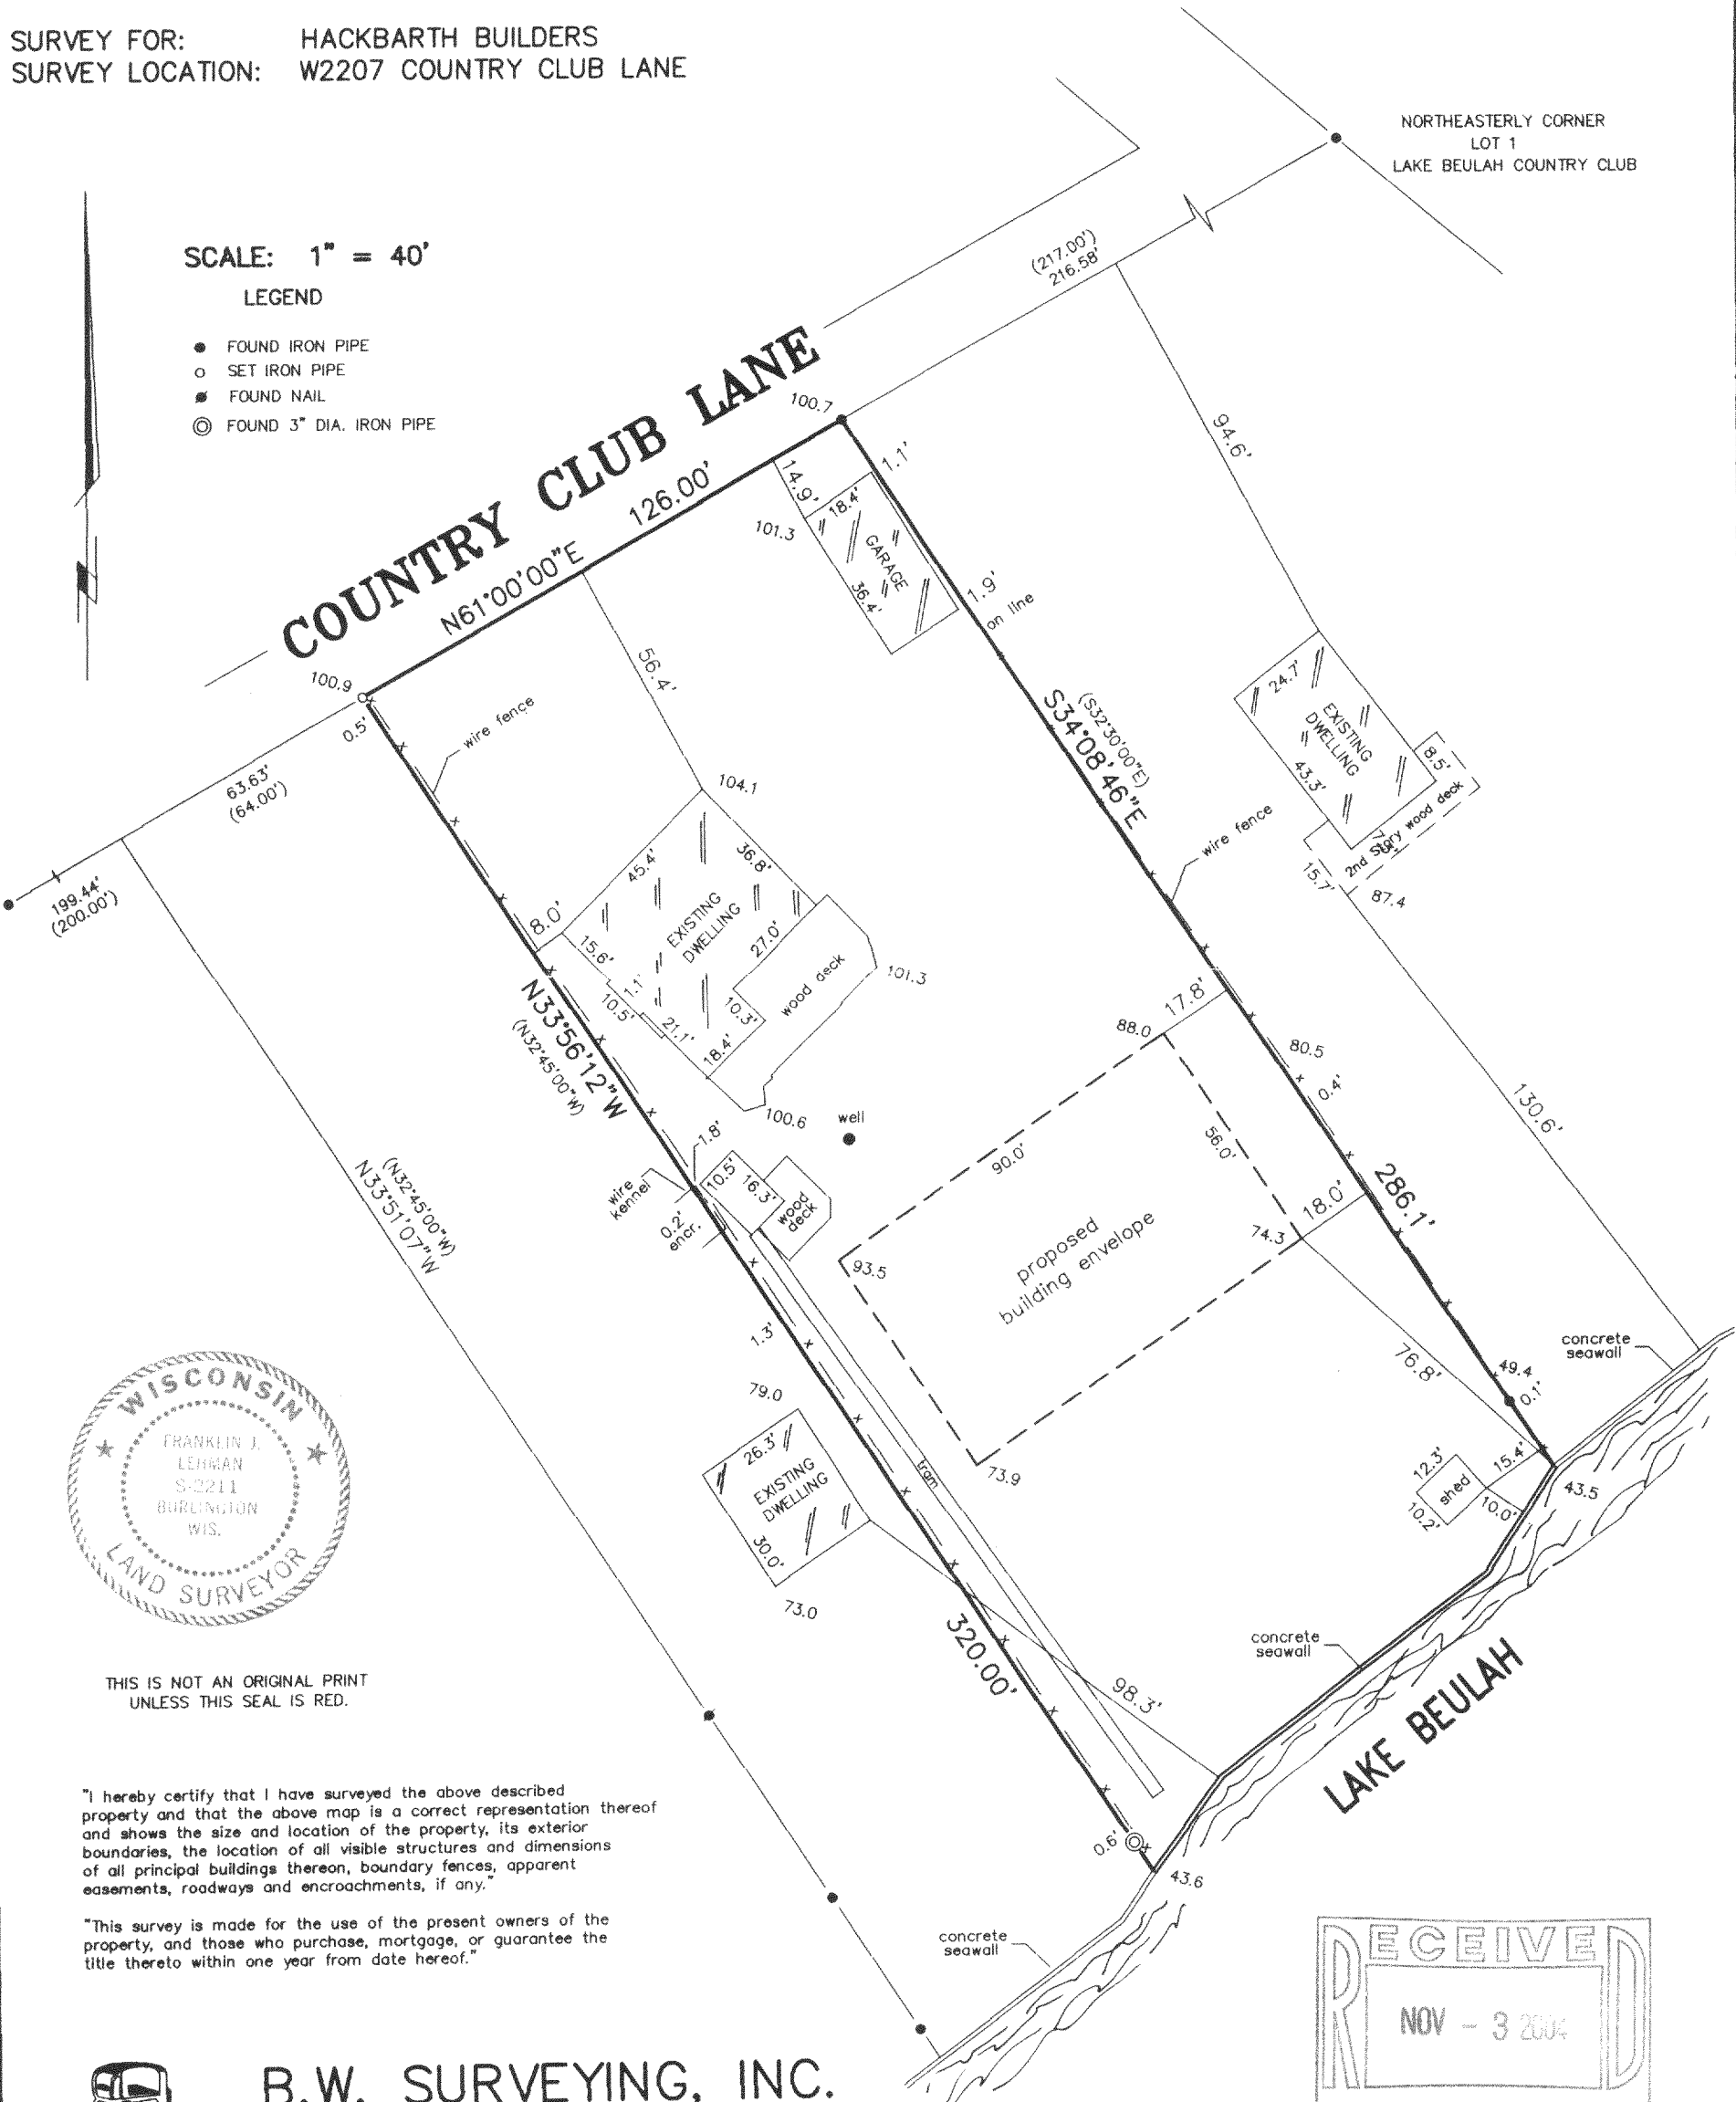 SURVEY FOR: HACKBARTH BUILDERS
SURVEY LOCATION: W2207 COUNTRY CLUB LANE
NORTHEASTERLY CORNER
LOT 1
LAKE BEULAH COUNTRY CLUB
SCALE: 1" = 40'
LEGEND
FOUND IRON PIPE
SET IRON PIPE
FOUND NAIL
FOUND 3" DIA. IRON PIPE
(217.00')
216.58'
COUNTRY CLUB LANE
100.7
126.00'
N61°00'00"E
14.9'
1.1'
18.4'
101.3
GARAGE
36.4'
1.9'
on line
94.6'
100.9
0.5'
wire fence
56.4'
63.63'
(64.00')
199.44'
(200.00')
104.1
(S32°30'00"E)
S34°08'46"E
wire fence
24.7'
EXISTING
DWELLING
43.3'
8.5'
2nd Story wood deck
15.7'
87.4
45.4'
36.8'
8.0'
EXISTING
DWELLING
15.6'
1.1'
10.5'
21.1'
27.0'
10.3'
18.4'
wood deck
101.3
100.6
N33°56'12"W
(N32°45'00"W)
well
17.8'
88.0
80.5
0.4'
130.6'
1.8'
wire
kennel
10.5'
16.3'
wood
deck
0.2'
encr.
90.0'
56.0'
(N32°45'00"W)
N33°51'07"W
93.5
proposed
building envelope
74.3
18.0'
286.1'
1.3'
79.0
76.8'
49.4
0.1'
concrete
seawall
26.3'
EXISTING
DWELLING
30.0'
73.0
tram
73.9
12.3'
15.4'
shed
10.2'
10.0'
43.5
WISCONSIN
FRANKLIN J.
LEHMAN
S-2211
BURLINGTON
WIS.
LAND SURVEYOR
320.00'
98.3'
concrete
seawall
LAKE BEULAH
THIS IS NOT AN ORIGINAL PRINT
UNLESS THIS SEAL IS RED.
0.6'
43.6
"I hereby certify that I have surveyed the above described
property and that the above map is a correct representation thereof
and shows the size and location of the property, its exterior
boundaries, the location of all visible structures and dimensions
of all principal buildings thereon, boundary fences, apparent
easements, roadways and encroachments, if any."
"This survey is made for the use of the present owners of the
property, and those who purchase, mortgage, or guarantee the
title thereto within one year from date hereof."
concrete
seawall
RECEIVED
NOV - 3 2004
B.W. SURVEYING, INC.